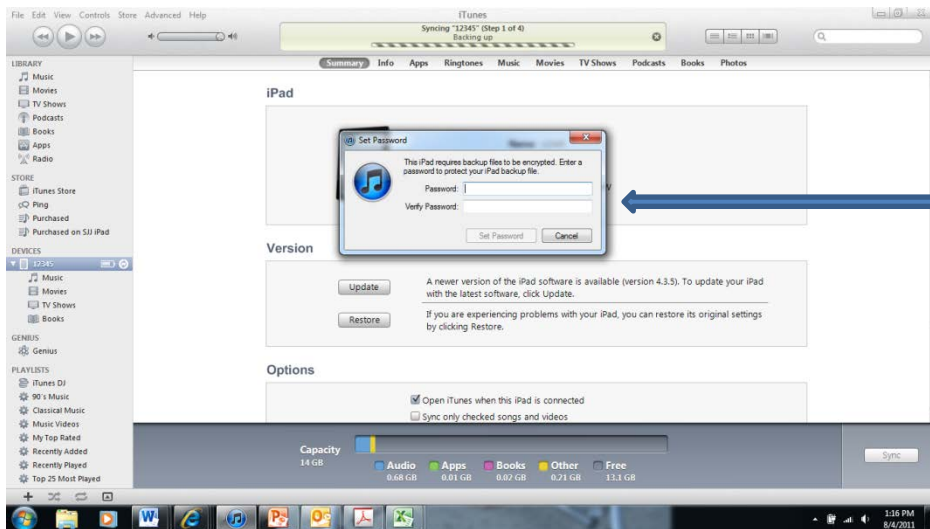 File Edit View Controls Store Advanced Help
iTunes
Syncing "12345" (Step 1 of 4)
Backing up
LIBRARY
Music
Movies
TV Shows
Podcasts
Books
Apps
Radio
STORE
iTunes Store
Ping
Purchased
Purchased on SJJ iPad
DEVICES
12345
Music
Movies
TV Shows
Books
GENIUS
Genius
PLAYLISTS
iTunes DJ
90's Music
Classical Music
Music Videos
My Top Rated
Recently Added
Recently Played
Top 25 Most Played
Summary Info Apps Ringtones Music Movies TV Shows Podcasts Books Photos
iPad
Set Password
This iPad requires backup files to be encrypted. Enter a
password to protect your iPad backup file.
Password:
Verify Password:
Set Password Cancel
Version
Update
A newer version of the iPad software is available (version 4.3.5). To update your iPad
with the latest software, click Update.
Restore
If you are experiencing problems with your iPad, you can restore its original settings
by clicking Restore.
Options
Open iTunes when this iPad is connected
Sync only checked songs and videos
Capacity
14 GB
Audio Apps Books Other Free
0.68 GB 0.01 GB 0.02 GB 0.71 GB 13.1 GB
Sync
1:16 PM
8/4/2011